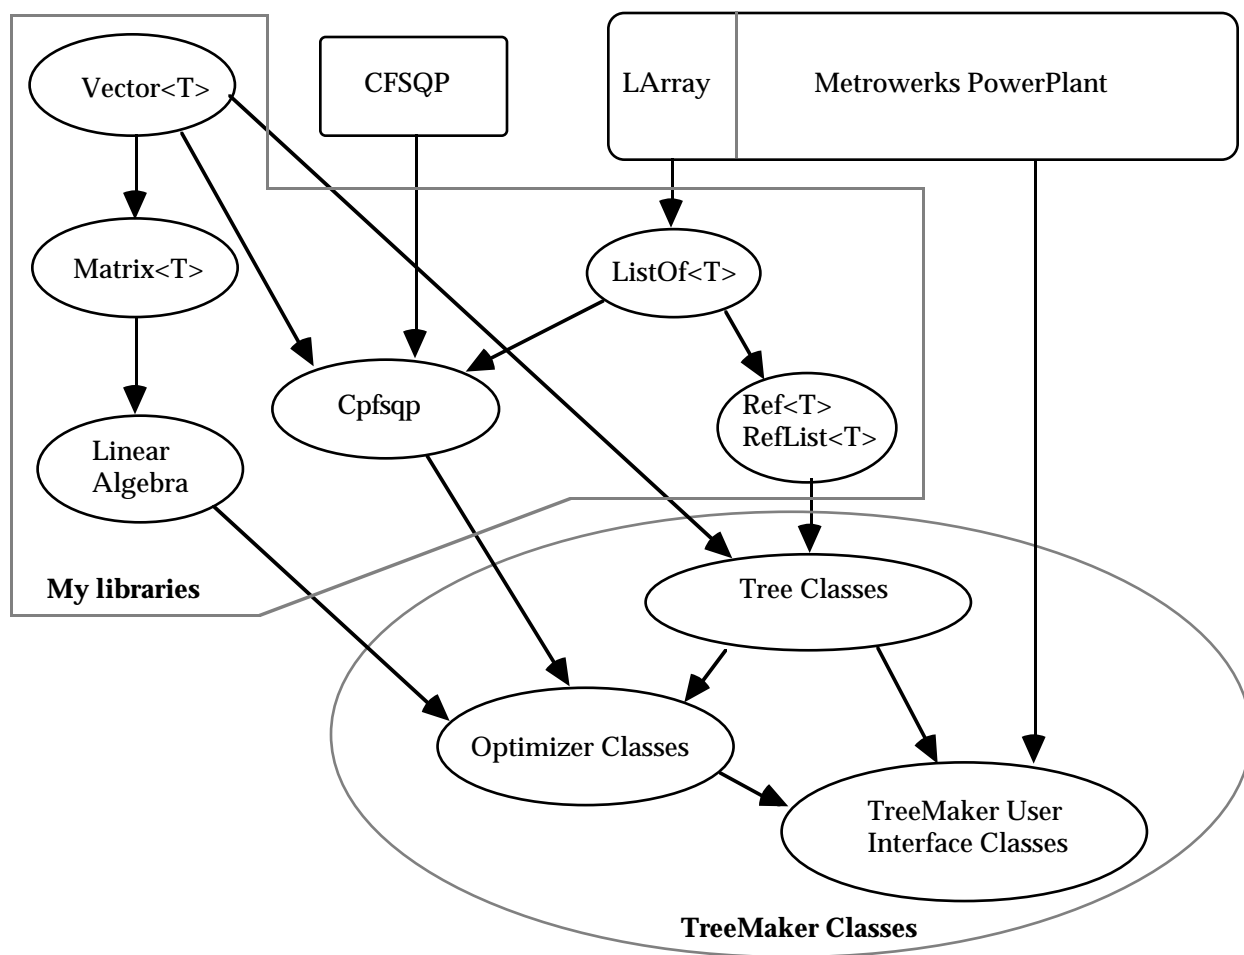 Vector<T>
CFSQP
LArray
Metrowerks PowerPlant
Matrix<T>
ListOf<T>
Cpfsqp
Ref<T>
RefList<T>
Linear
Algebra
My libraries
Tree Classes
Optimizer Classes
TreeMaker User
Interface Classes
TreeMaker Classes